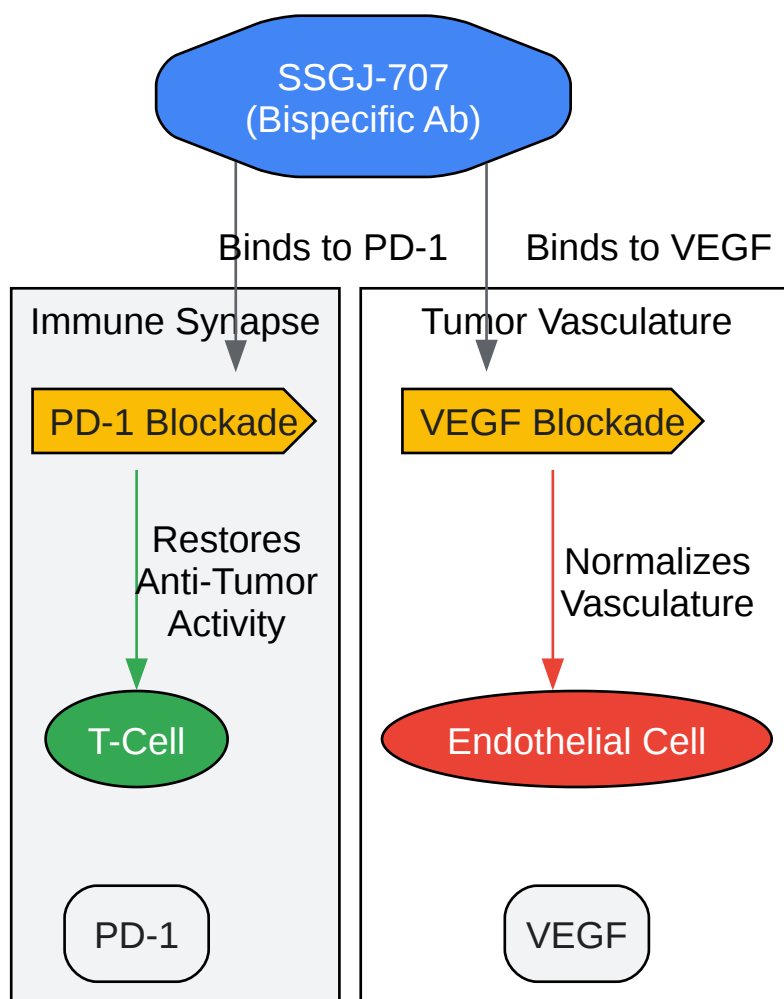 SSGJ-707
(Bispecific Ab)
Binds to PD-1
Binds to VEGF
Immune Synapse
Tumor Vasculature
PD-1 Blockade
VEGF Blockade
Restores
Anti-Tumor
Activity
Normalizes
Vasculature
T-Cell
Endothelial Cell
PD-1
VEGF